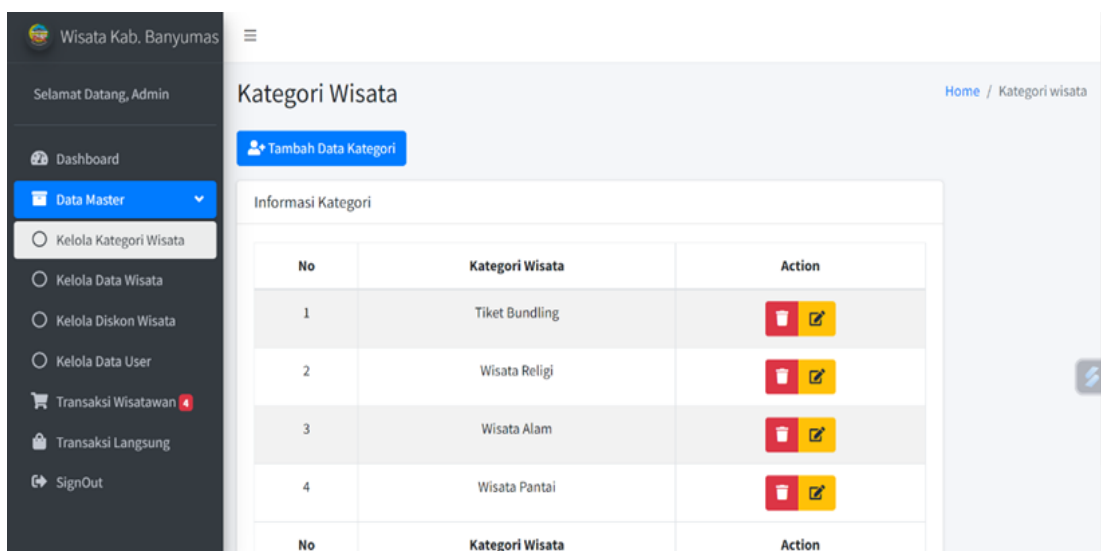 Wisata Kab. Banyumas
Selamat Datang, Admin
Dashboard
Data Master
Kelola Kategori Wisata
Kelola Data Wisata
Kelola Diskon Wisata
Kelola Data User
Transaksi Wisatawan 4
Transaksi Langsung
SignOut
Kategori Wisata
Home / Kategori wisata
Tambah Data Kategori
Informasi Kategori
No Kategori Wisata Action
1 Tiket Bundling
2 Wisata Religi
3 Wisata Alam
4 Wisata Pantai
No Kategori Wisata Action